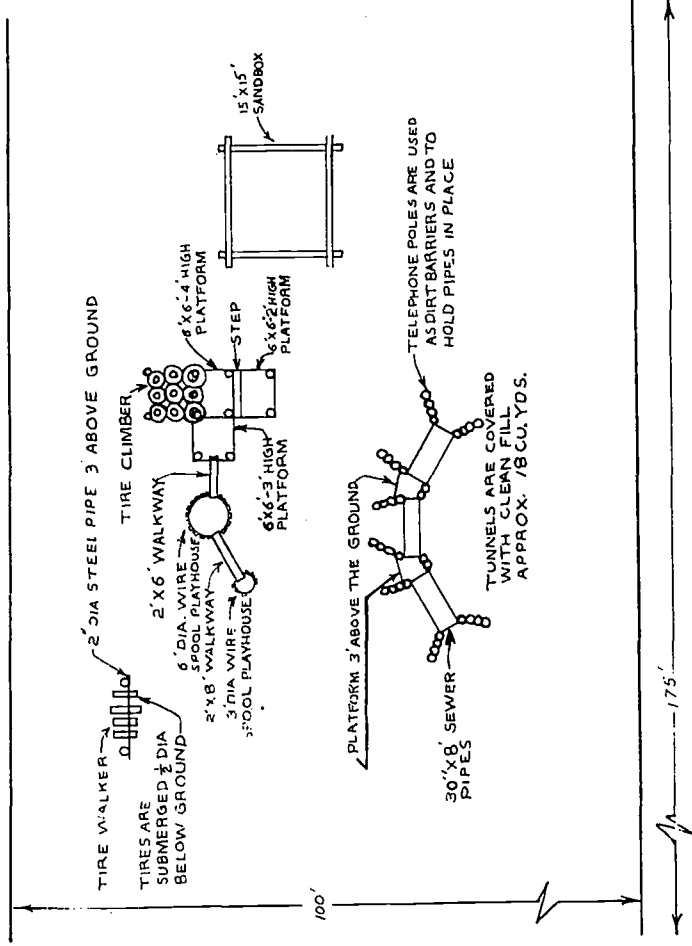 TIRE WALKER
2" DIA STEEL PIPE 3' ABOVE GROUND
TIRES ARE
SUBMERGED ½ DIA
BELOW GROUND
TIRE CLIMBER
2'X6' WALKWAY
6' DIA. WIRE
SPOOL PLAYHOUSE
2'X8' WALKWAY
3' DIA WIRE
SPOOL PLAYHOUSE
6'X6'-4' HIGH
PLATFORM
STEP
6'X6'-2' HIGH
PLATFORM
6'X6'-3' HIGH
PLATFORM
15'X15'
SANDBOX
PLATFORM 3' ABOVE THE GROUND
TELEPHONE POLES ARE USED
AS DIRT BARRIERS AND TO
HOLD PIPES IN PLACE
30"X8' SEWER
PIPES
TUNNELS ARE COVERED
WITH CLEAN FILL
APPROX. 18 CU. YDS.
100'
175'